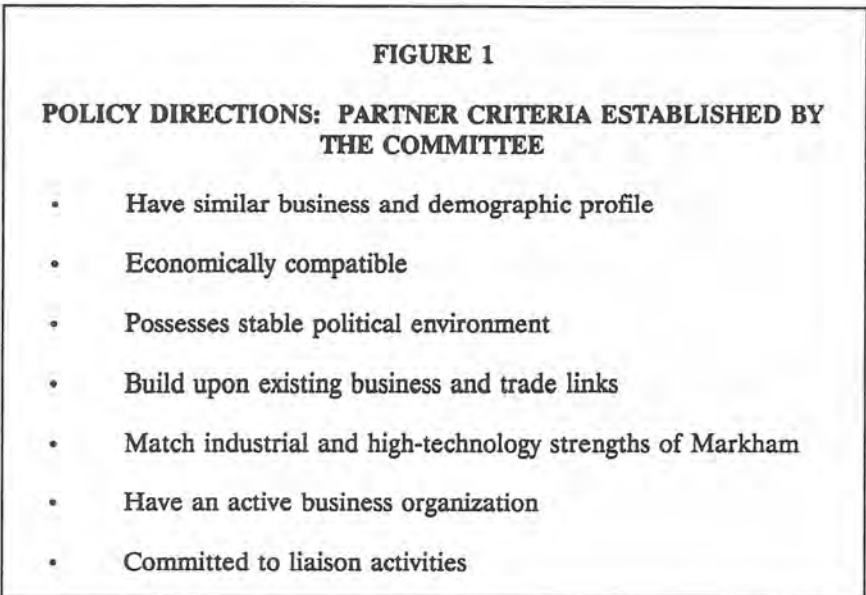 FIGURE 1
POLICY DIRECTIONS: PARTNER CRITERIA ESTABLISHED BY
THE COMMITTEE
• Have similar business and demographic profile
• Economically compatible
• Possesses stable political environment
• Build upon existing business and trade links
• Match industrial and high-technology strengths of Markham
• Have an active business organization
• Committed to liaison activities